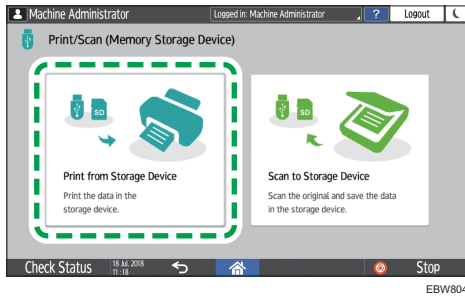 Machine Administrator
Logged in: Machine Administrator
?
Logout
Print/Scan (Memory Storage Device)
SD
SD
Print from Storage Device
Print the data in the
storage device.
Scan to Storage Device
Scan the original and save the data
in the storage device.
Check Status
18 Jul. 2018
11 : 18
Stop
EBW804